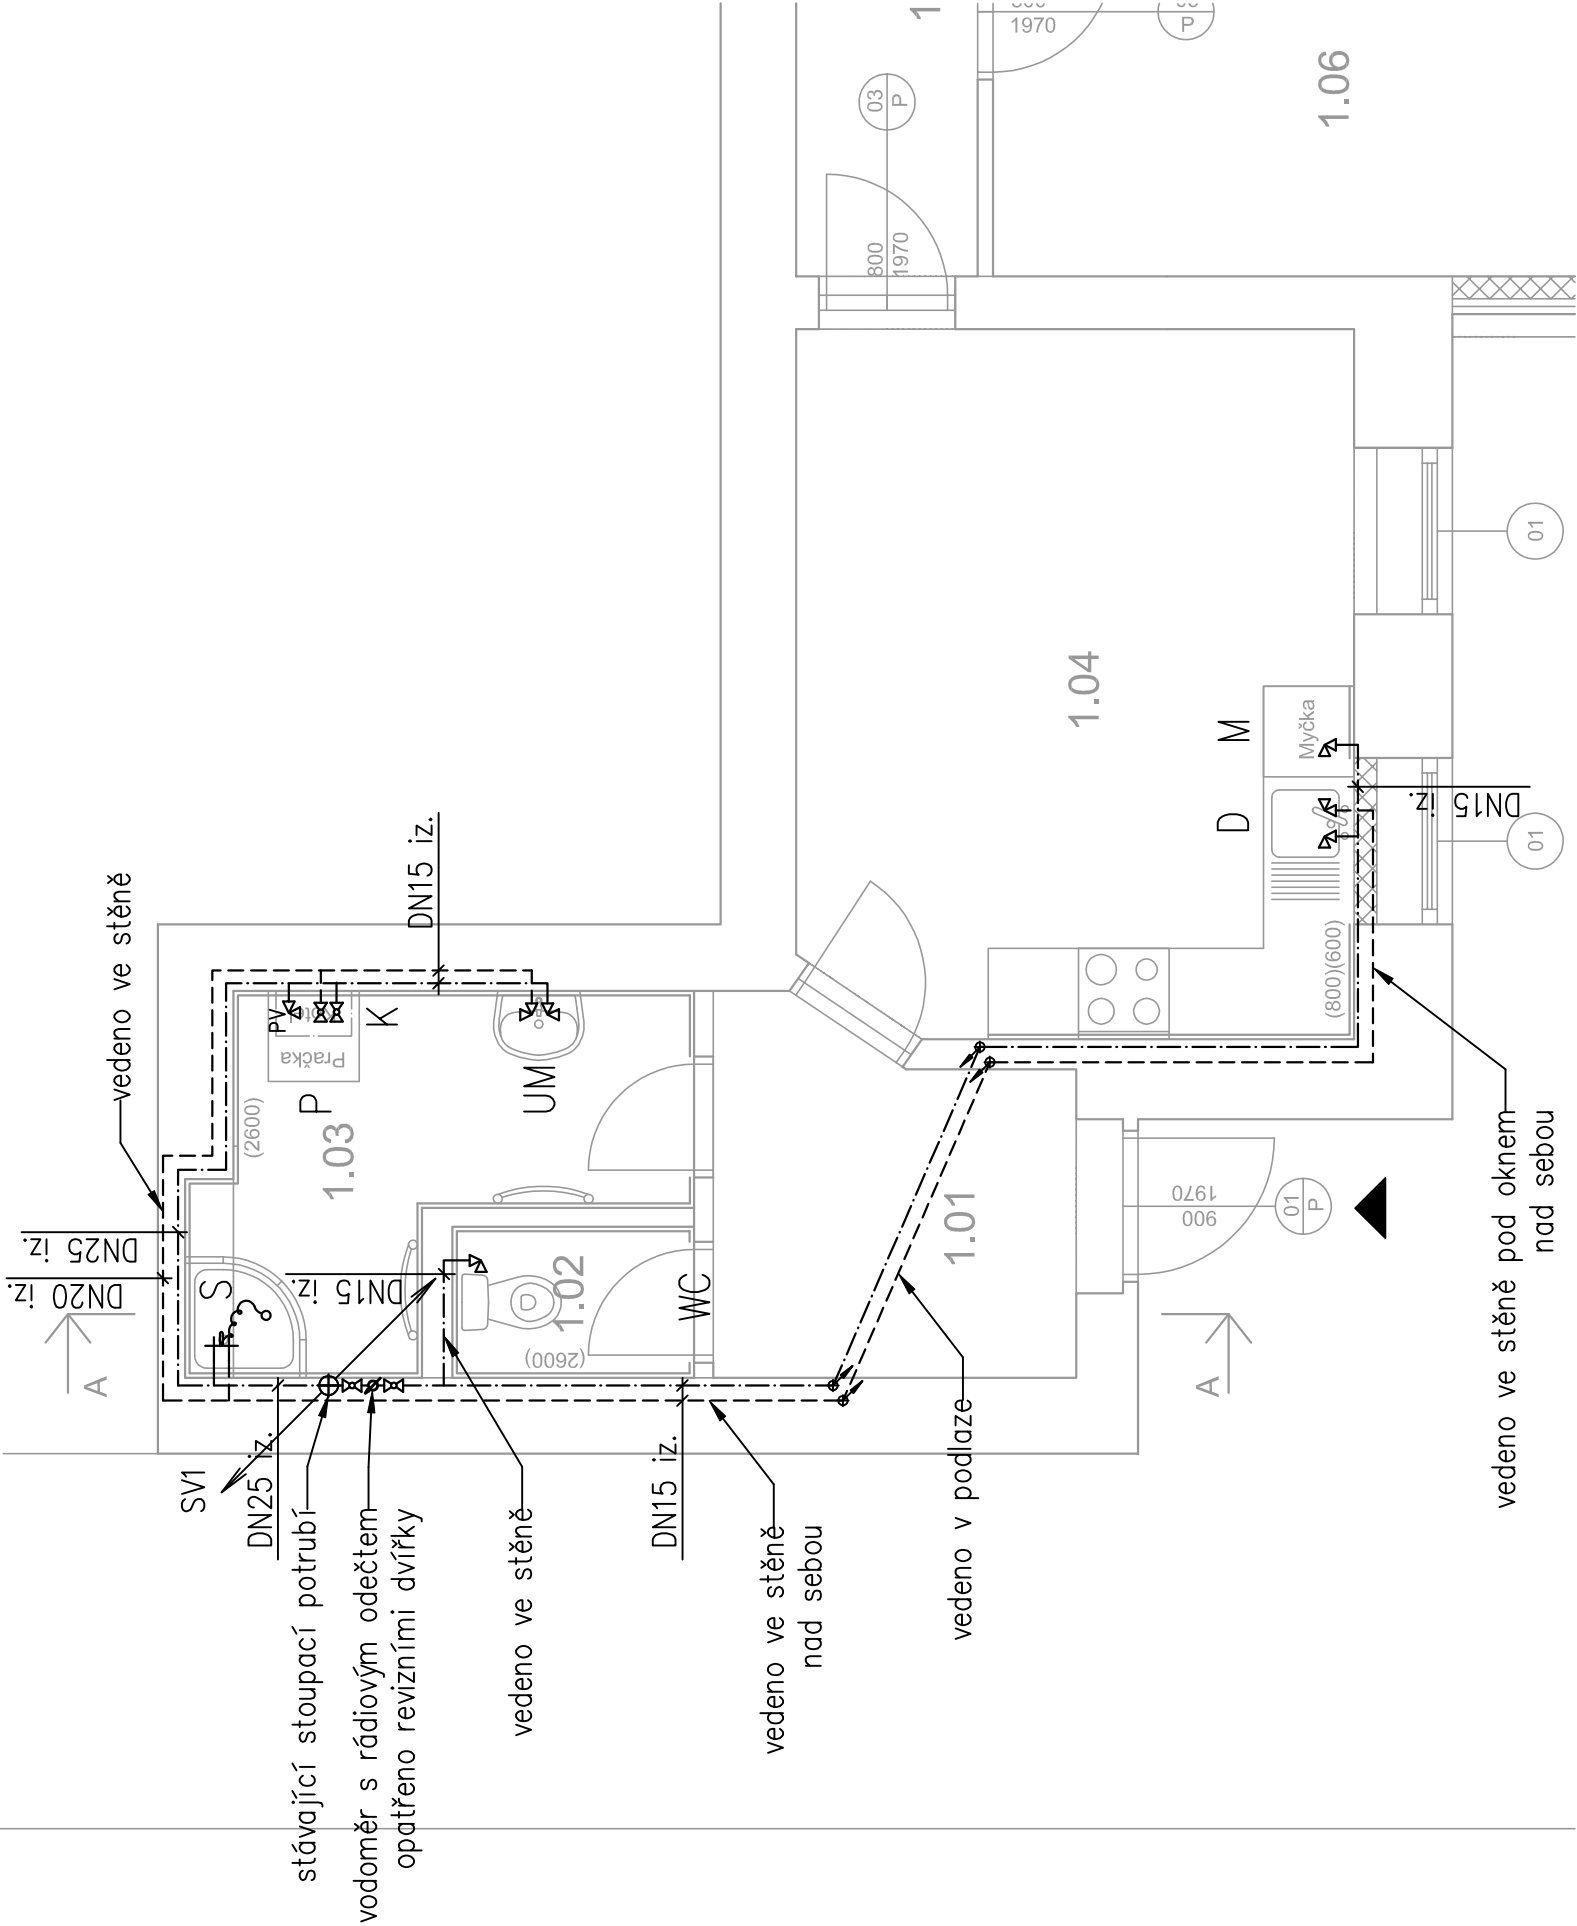 vedeno ve stěně
DN25 iz.
DN20 iz.
DN15 iz.
S
PV
Pračka
P
K
UM
(2600)
1.03
DN15 iz.
1.02
WC
(2600)
A
SV1
DN25 iz.
stávající stoupací potrubí
vodoměr s rádiovým odečtem
opatřeno revizními dvířky
vedeno ve stěně
DN15 iz.
vedeno ve stěně
nad sebou
vedeno v podlaze
1.01
A
900
1970
01
P
vedeno ve stěně pod oknem
nad sebou
(800)(600)
D
M
Myčka
DN15 iz.
01
01
1.04
800
1970
03
P
1970
P
1.06